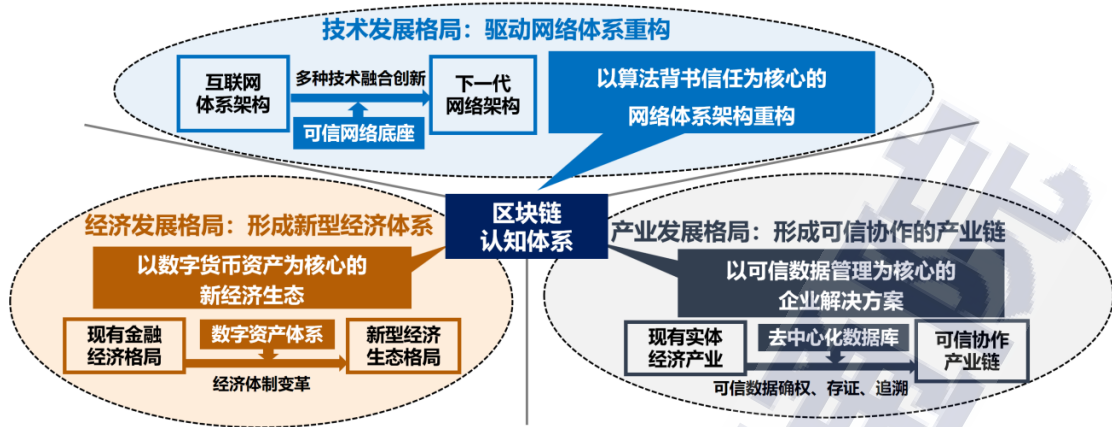 技术发展格局：驱动网络体系重构
互联网
体系架构
多种技术融合创新
可信网络底座
下一代
网络架构
以算法背书信任为核心的
网络体系架构重构
区块链
认知体系
经济发展格局：形成新型经济体系
以数字货币资产为核心的
新经济生态
现有金融
经济格局
数字资产体系
经济体制变革
新型经济
生态格局
产业发展格局：形成可信协作的产业链
以可信数据管理为核心的
企业解决方案
现有实体
经济产业
去中心化数据库
可信数据确权、存证、追溯
可信协作
产业链